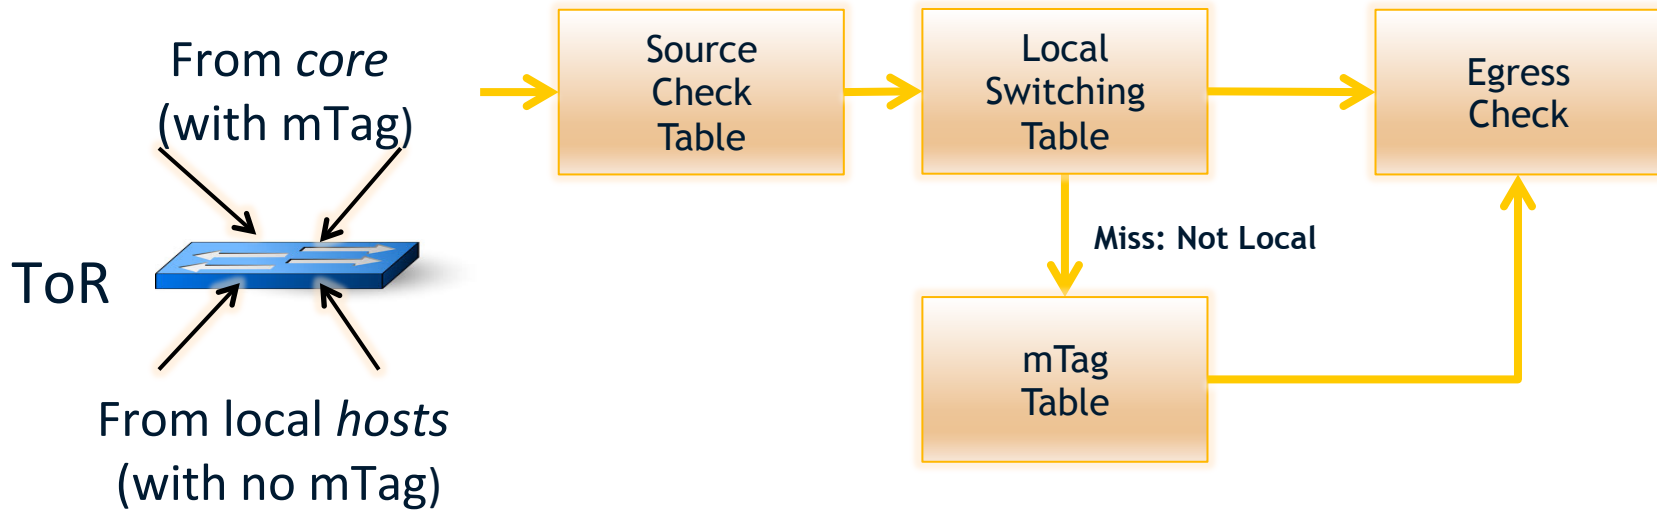 From core
(with mTag)
ToR
From local hosts
(with no mTag)
Source
Check
Table
Local
Switching
Table
Egress
Check
Miss: Not Local
mTag
Table